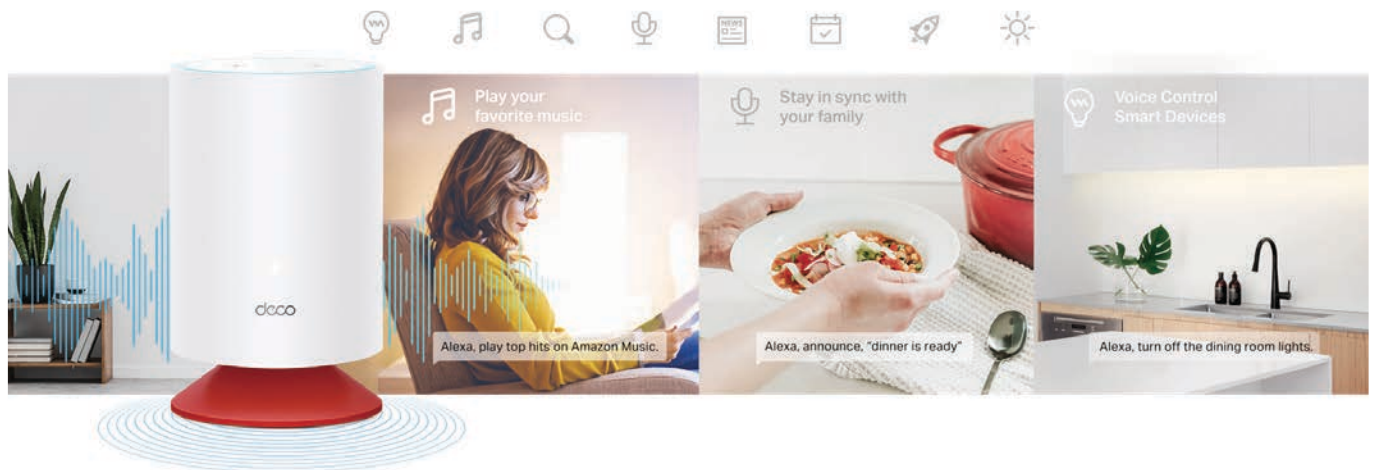 NEWS
Play your
favorite music
Stay in sync with
your family
Voice Control
Smart Devices
deco
Alexa, play top hits on Amazon Music.
Alexa, announce, “dinner is ready”
Alexa, turn off the dining room lights.